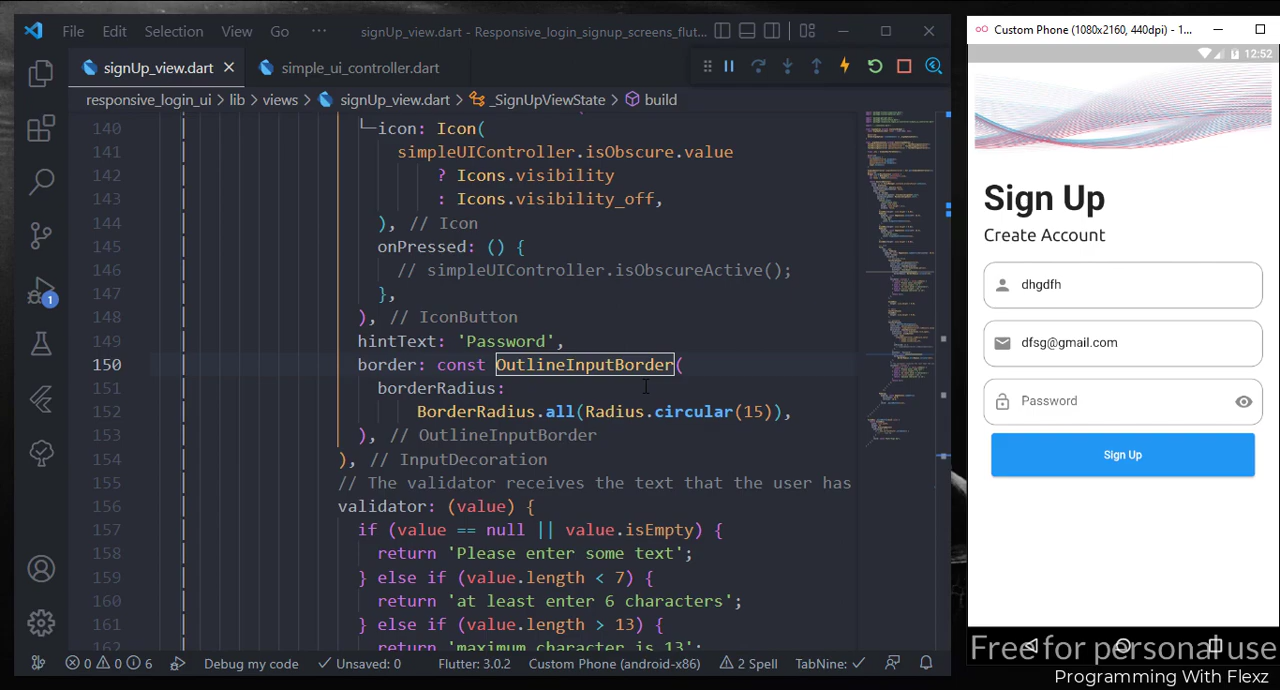 File Edit Selection View Go ··· signUp_view.dart - Responsive_login_signup_screens_flut...
signUp_view.dart simple_ui_controller.dart
responsive_login_ui > lib > views > signUp_view.dart > _SignUpViewState > build
140 icon: Icon(
141 simpleUIController.isObscure.value
142 ? Icons.visibility
143 : Icons.visibility_off,
144 ), // Icon
145 onPressed: () {
146 // simpleUIController.isObscureActive();
147 },
148 ), // IconButton
149 hintText: 'Password',
150 border: const OutlineInputBorder(
151 borderRadius:
152 BorderRadius.all(Radius.circular(15)),
153 ), // OutlineInputBorder
154 ), // InputDecoration
155 // The validator receives the text that the user has
156 validator: (value) {
157 if (value == null || value.isEmpty) {
158 return 'Please enter some text';
159 } else if (value.length < 7) {
160 return 'at least enter 6 characters';
161 } else if (value.length > 13) {
162 return 'maximum character is 13';
1
0 0 6 Debug my code Unsaved: 0 Flutter: 3.0.2 Custom Phone (android-x86) 2 Spell TabNine:
Custom Phone (1080x2160, 440dpi) - 1...
12:52
Sign Up
Create Account
dhgdfh
dfsg@gmail.com
Password
Sign Up
Free for personal use
Programming With Flexz